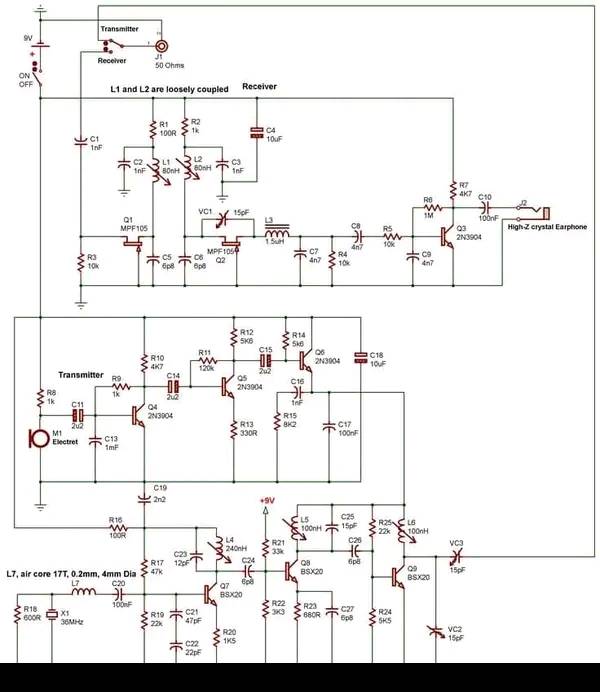 Transmitter
9V
+
Receiver
J1
50 Ohms
ON
OFF
L1 and L2 are loosely coupled
Receiver
R1
100R
R2
1k
C4
10uF
C1
1nF
C2
1nF
L1
80nH
L2
80nH
C3
1nF
R7
4K7
R6
1M
C10
100nF
J2
High-Z crystal Earphone
Q1
MPF105
VC1
15pF
L3
1.5uH
C8
4n7
R5
10k
Q3
2N3904
R3
10k
C5
6p8
C6
6p8
MPF105
Q2
C7
4n7
R4
10k
C9
4n7
R12
5K6
R14
5k6
Q6
2N3904
R10
4K7
R11
120k
C15
2u2
C18
10uF
Transmitter
R9
1k
C14
2u2
Q5
2N3904
C16
1nF
R8
1k
C11
2u2
Q4
2N3904
M1
Electret
C13
1mF
R13
330R
R15
8K2
C17
100nF
C19
2n2
+9V
R16
100R
L5
100nH
C25
15pF
R25
22k
L6
100nH
L4
240nH
R21
33k
C26
6p8
VC3
15pF
C23
12pF
C24
6p8
L7, air core 17T, 0.2mm, 4mm Dia
R17
47k
Q8
BSX20
Q9
BSX20
L7
C20
100nF
Q7
BSX20
R18
600R
X1
36MHz
R19
22k
C21
47pF
R22
3K3
R23
680R
C27
6p8
R24
5K5
VC2
15pF
R20
1K5
C22
22pF